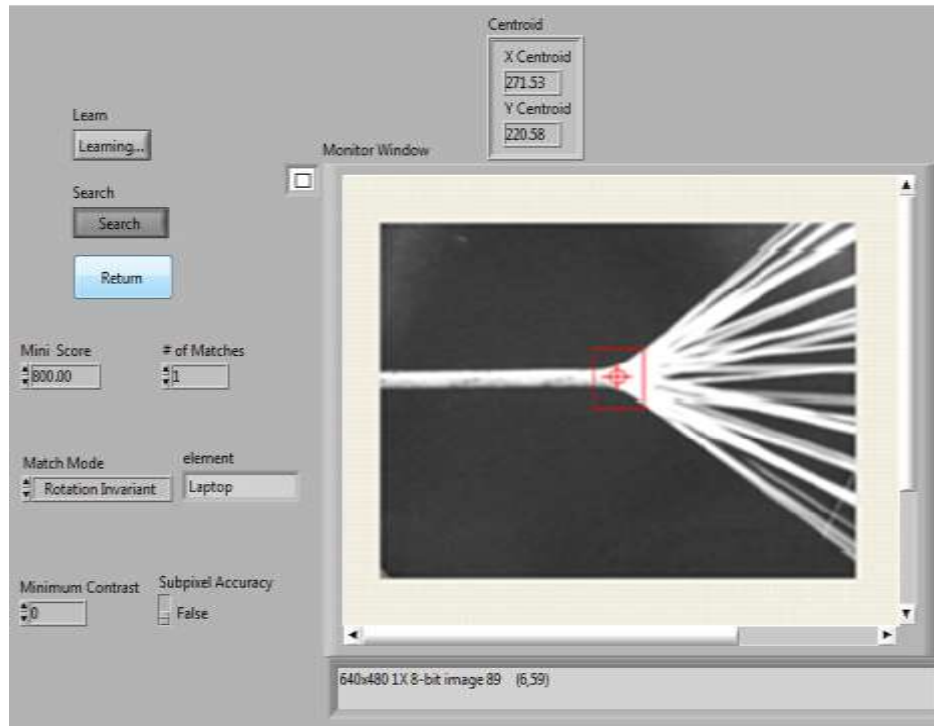 Centroid
X Centroid
271.53
Y Centroid
220.58
Learn
Learning...
Monitor Window
Search
Search
Return
Mini Score
# of Matches
800.00
1
Match Mode
element
Rotation Invariant
Laptop
Minimum Contrast
Subpixel Accuracy
0
False
640x480 1X 8-bit image 89 (6,59)